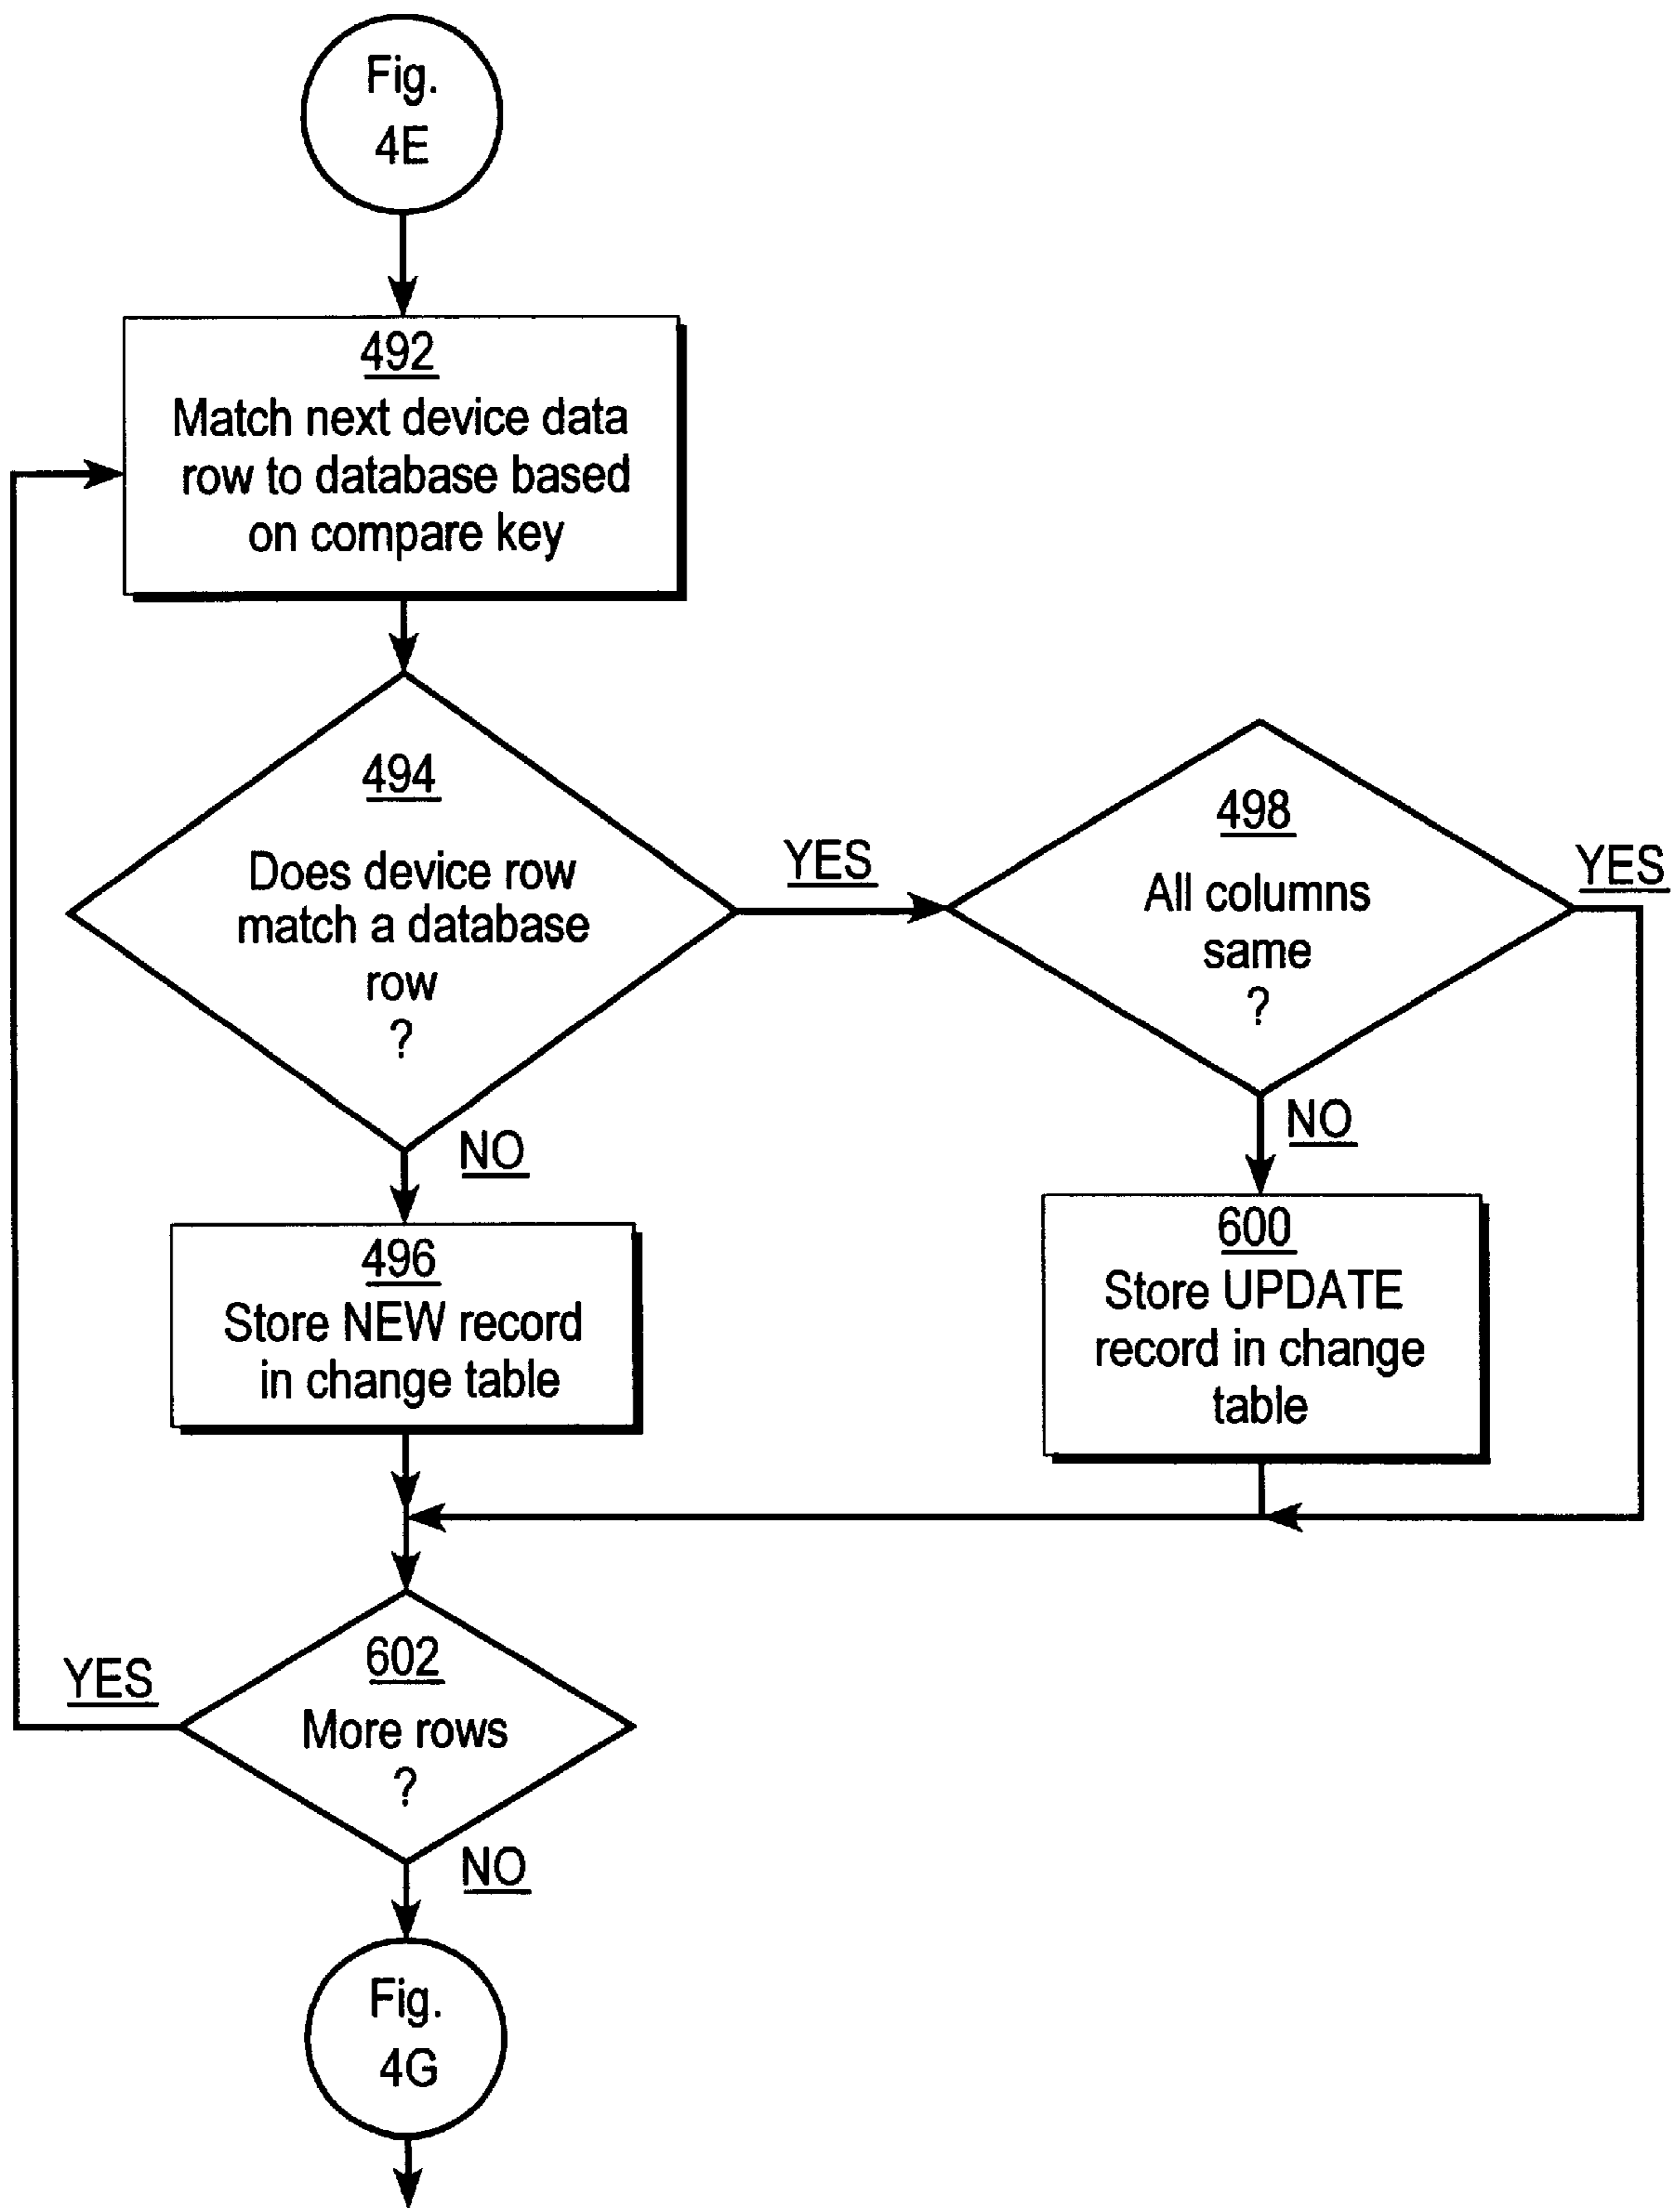 Fig.
4E
492
Match next device data
row to database based
on compare key
494
Does device row
match a database
row
?
YES
498
All columns
same
?
YES
NO
NO
496
Store NEW record
in change table
600
Store UPDATE
record in change
table
602
More rows
?
YES
NO
Fig.
4G